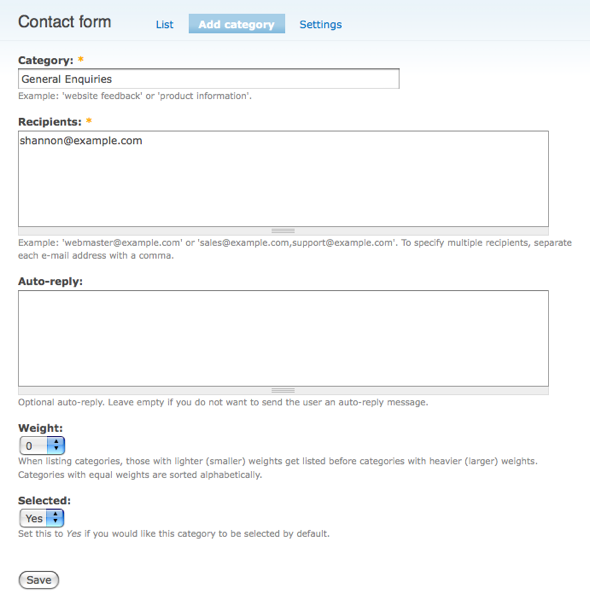 Contact form List Add category Settings
Category: *
General Enquiries
Example: 'website feedback' or 'product information'.
Recipients: *
shannon@example.com
Example: 'webmaster@example.com' or 'sales@example.com,support@example.com'. To specify multiple recipients, separate
each e-mail address with a comma.
Auto-reply:
Optional auto-reply. Leave empty if you do not want to send the user an auto-reply message.
Weight:
0
When listing categories, those with lighter (smaller) weights get listed before categories with heavier (larger) weights.
Categories with equal weights are sorted alphabetically.
Selected:
Yes
Set this to Yes if you would like this category to be selected by default.
Save